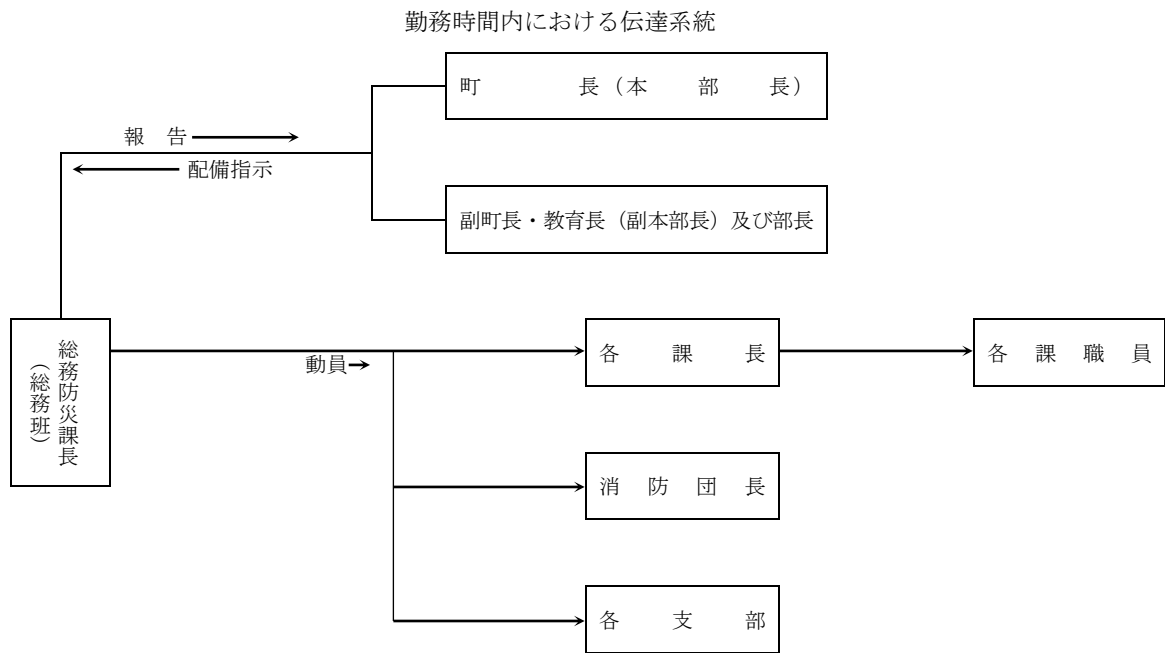 勤務時間内における伝達系統
町長（本部長）
報告
配備指示
副町長・教育長（副本部長）及び部長
総務防災課長
（総務班）
動員
各課長
各課職員
消防団長
各支部